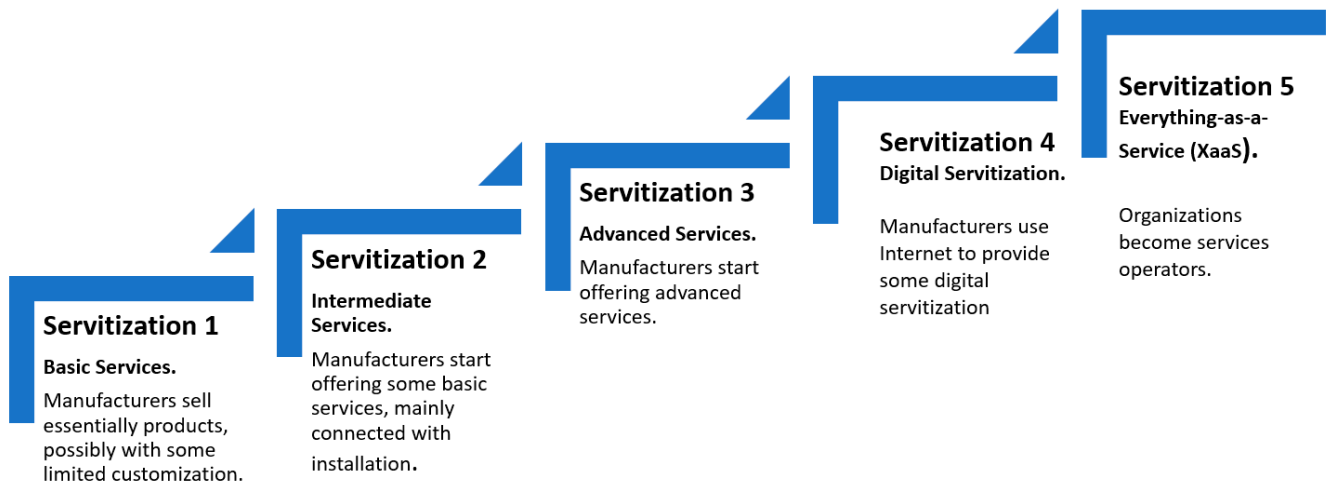 Servitization 1
Basic Services.
Manufacturers sell
essentially products,
possibly with some
limited customization.
Servitization 2
Intermediate
Services.
Manufacturers start
offering some basic
services, mainly
connected with
installation.
Servitization 3
Advanced Services.
Manufacturers start
offering advanced
services.
Servitization 4
Digital Servitization.
Manufacturers use
Internet to provide
some digital
servitization
Servitization 5
Everything-as-a-
Service (XaaS).
Organizations
become services
operators.